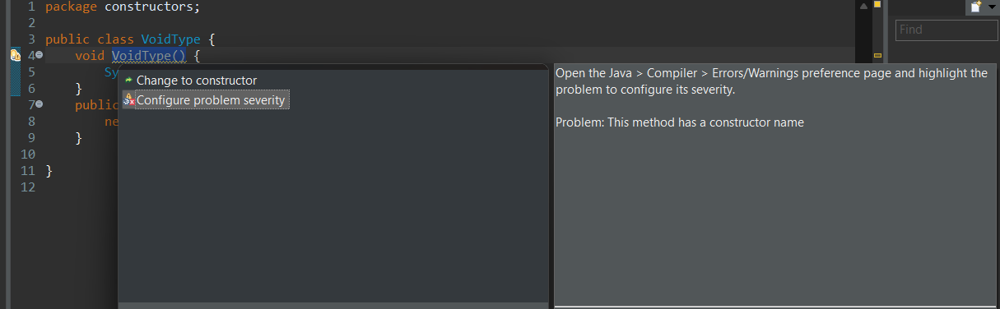 1 package constructors;
2
3 public class VoidType {
4 void VoidType() {
5 Sy
6 }
7 public
8 ne
9 }
10
11 }
12
Change to constructor
Configure problem severity
Open the Java > Compiler > Errors/Warnings preference page and highlight the
problem to configure its severity.
Problem: This method has a constructor name
Find